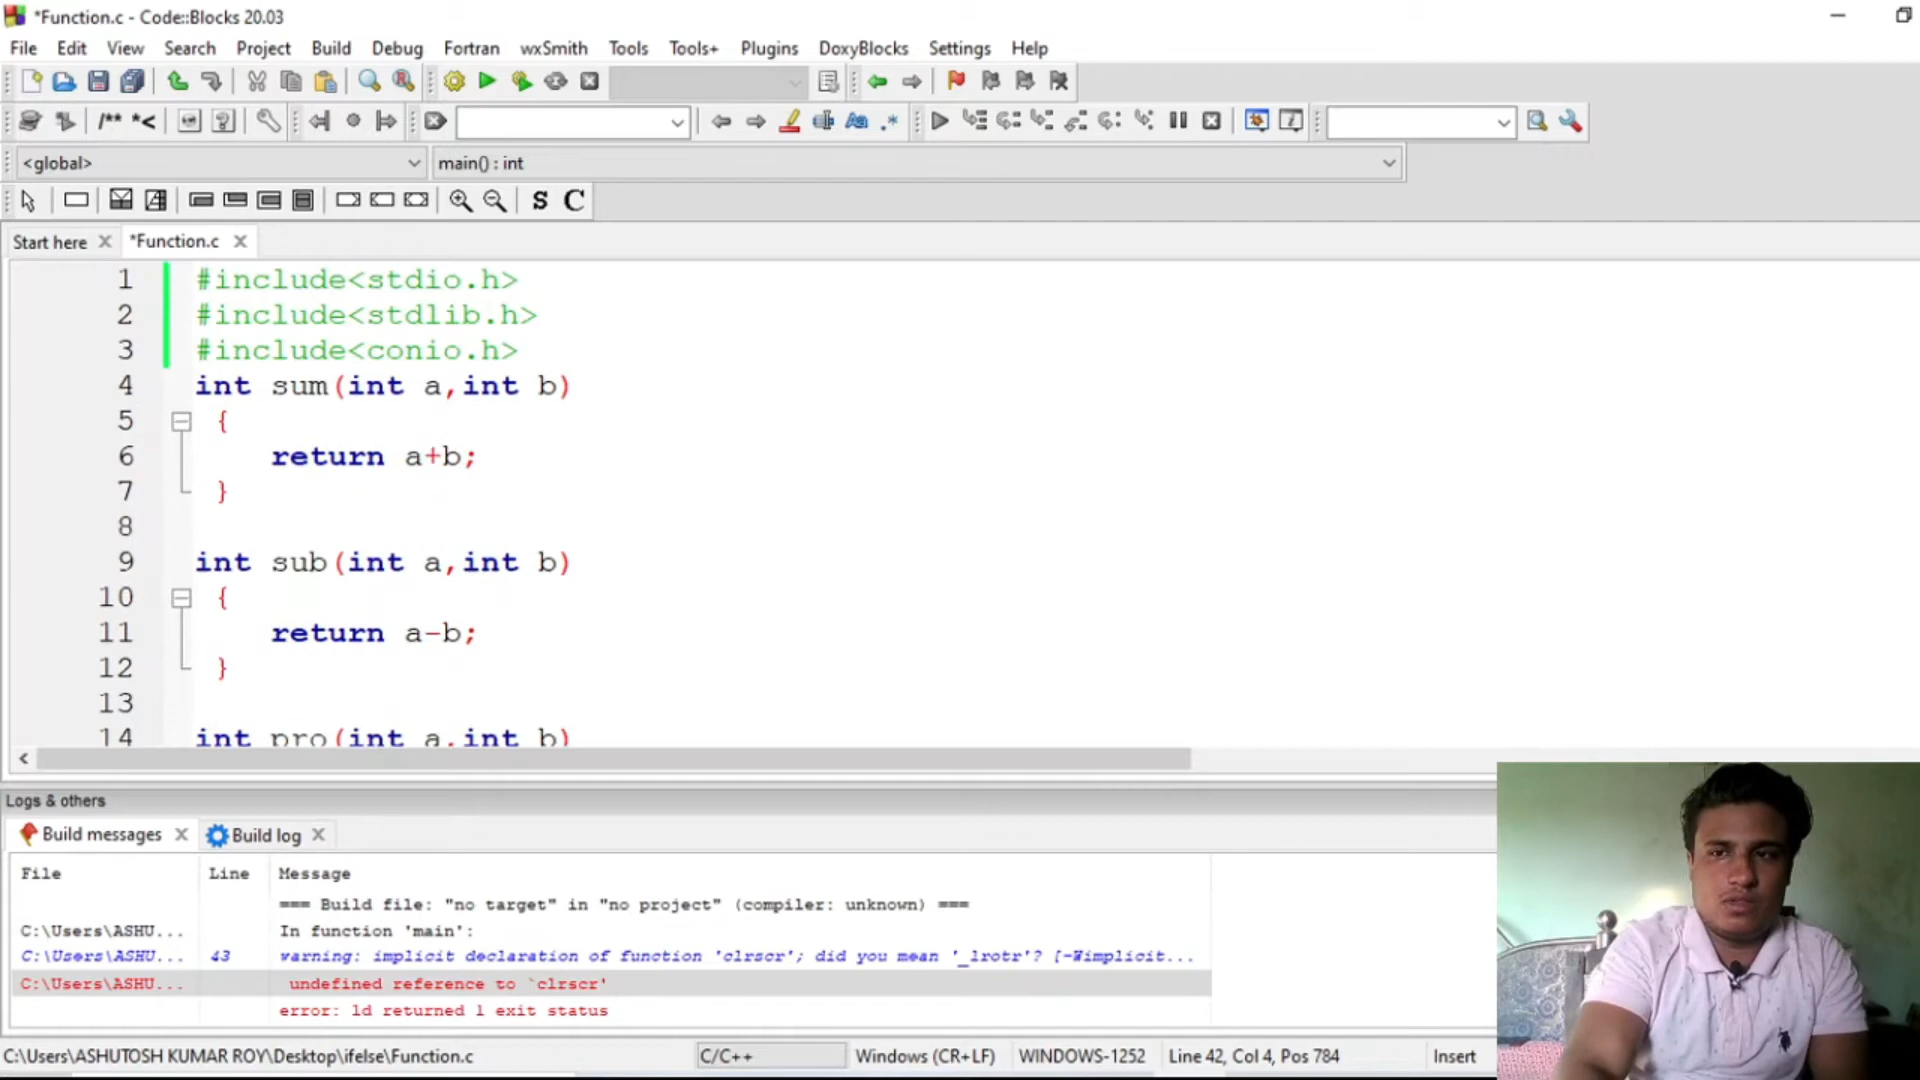 *Function.c - Code::Blocks 20.03
File Edit View Search Project Build Debug Fortran wxSmith Tools Tools+ Plugins DoxyBlocks Settings Help
/** *<
<global> main() : int
S C
Start here *Function.c
1 #include<stdio.h>
2 #include<stdlib.h>
3 #include<conio.h>
4 int sum(int a,int b)
5 {
6 return a+b;
7 }
8
9 int sub(int a,int b)
10 {
11 return a-b;
12 }
13
14 int pro(int a,int b)
Logs & others
Build messages Build log
File Line Message
=== Build file: "no target" in "no project" (compiler: unknown) ===
C:\Users\ASHU... In function 'main':
C:\Users\ASHU... 43 warning: implicit declaration of function 'clrscr'; did you mean '_lrotr'? [-Wimplicit...
C:\Users\ASHU... undefined reference to `clrscr'
error: ld returned 1 exit status
C:\Users\ASHUTOSH KUMAR ROY\Desktop\ifelse\Function.c C/C++ Windows (CR+LF) WINDOWS-1252 Line 42, Col 4, Pos 784 Insert